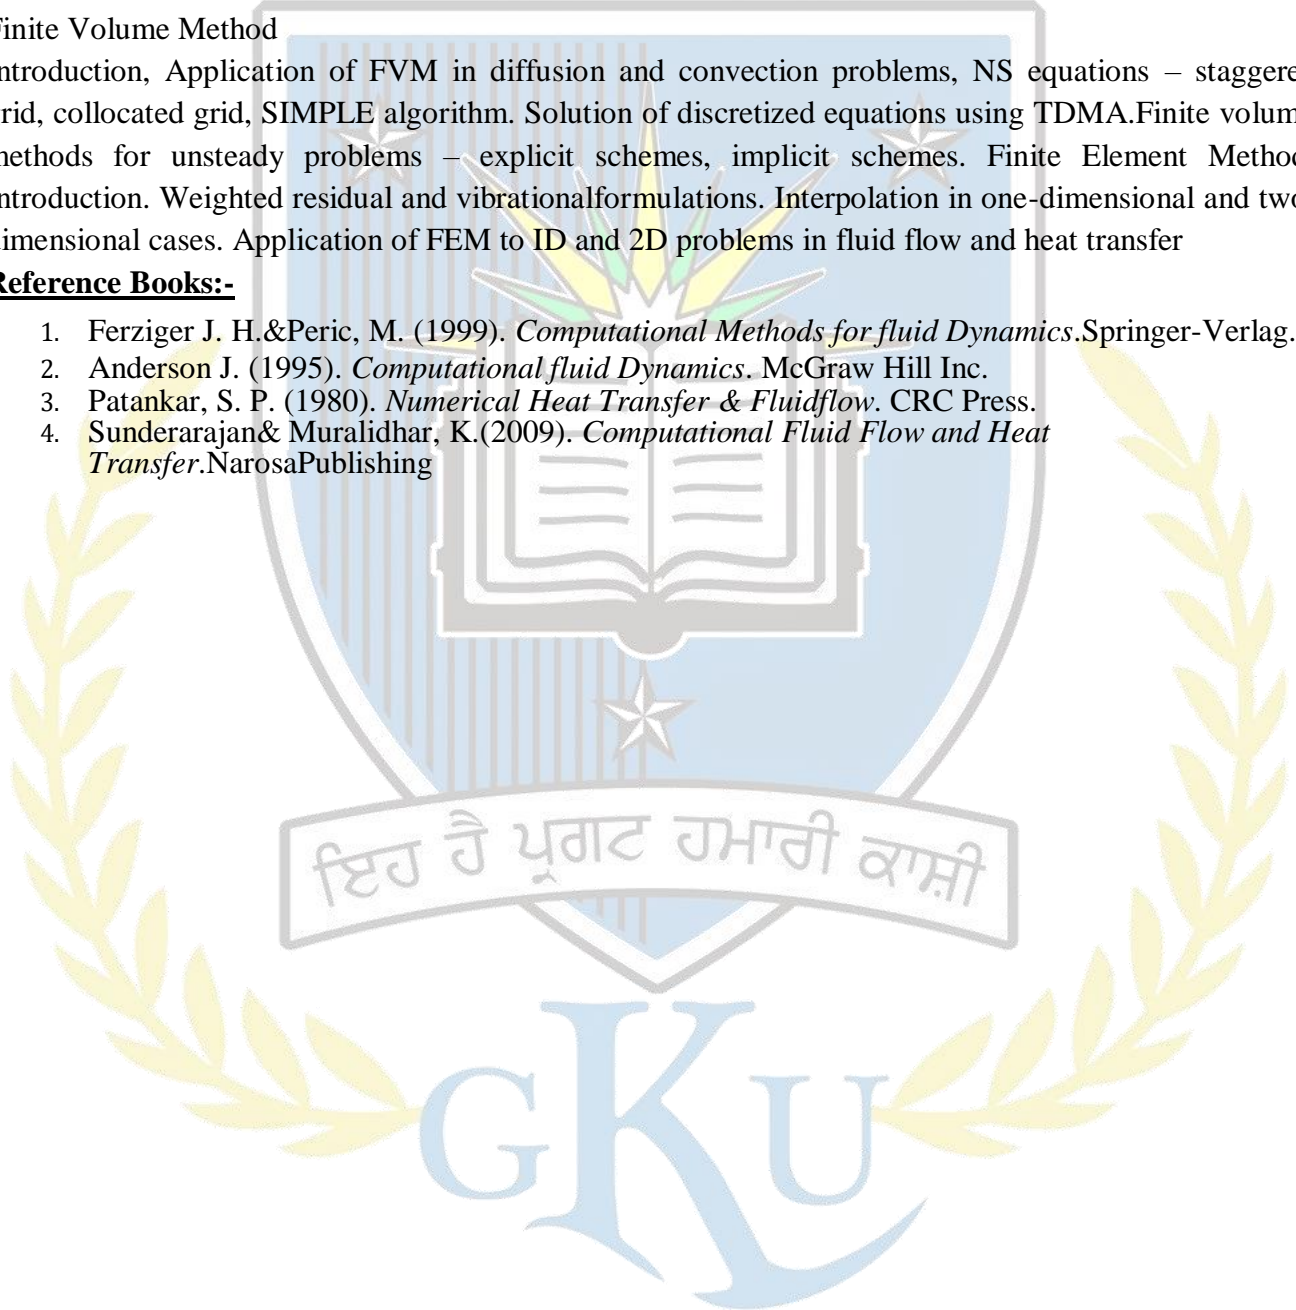 Finite Volume Method
Introduction, Application of FVM in diffusion and convection problems, NS equations – staggere
grid, collocated grid, SIMPLE algorithm. Solution of discretized equations using TDMA.Finite volum
methods for unsteady problems – explicit schemes, implicit schemes. Finite Element Method
Introduction. Weighted residual and vibrationalformulations. Interpolation in one-dimensional and two
dimensional cases. Application of FEM to ID and 2D problems in fluid flow and heat transfer
Reference Books:-
1. Ferziger J. H.&Peric, M. (1999). Computational Methods for fluid Dynamics.Springer-Verlag.
2. Anderson J. (1995). Computational fluid Dynamics. McGraw Hill Inc.
3. Patankar, S. P. (1980). Numerical Heat Transfer & Fluidflow. CRC Press.
4. Sunderarajan& Muralidhar, K.(2009). Computational Fluid Flow and Heat
Transfer.NarosaPublishing
ਇਹ ਹੈ ਪ੍ਰਗਟ ਹਮਾਰੀ ਕਾਸ਼ੀ
GKU